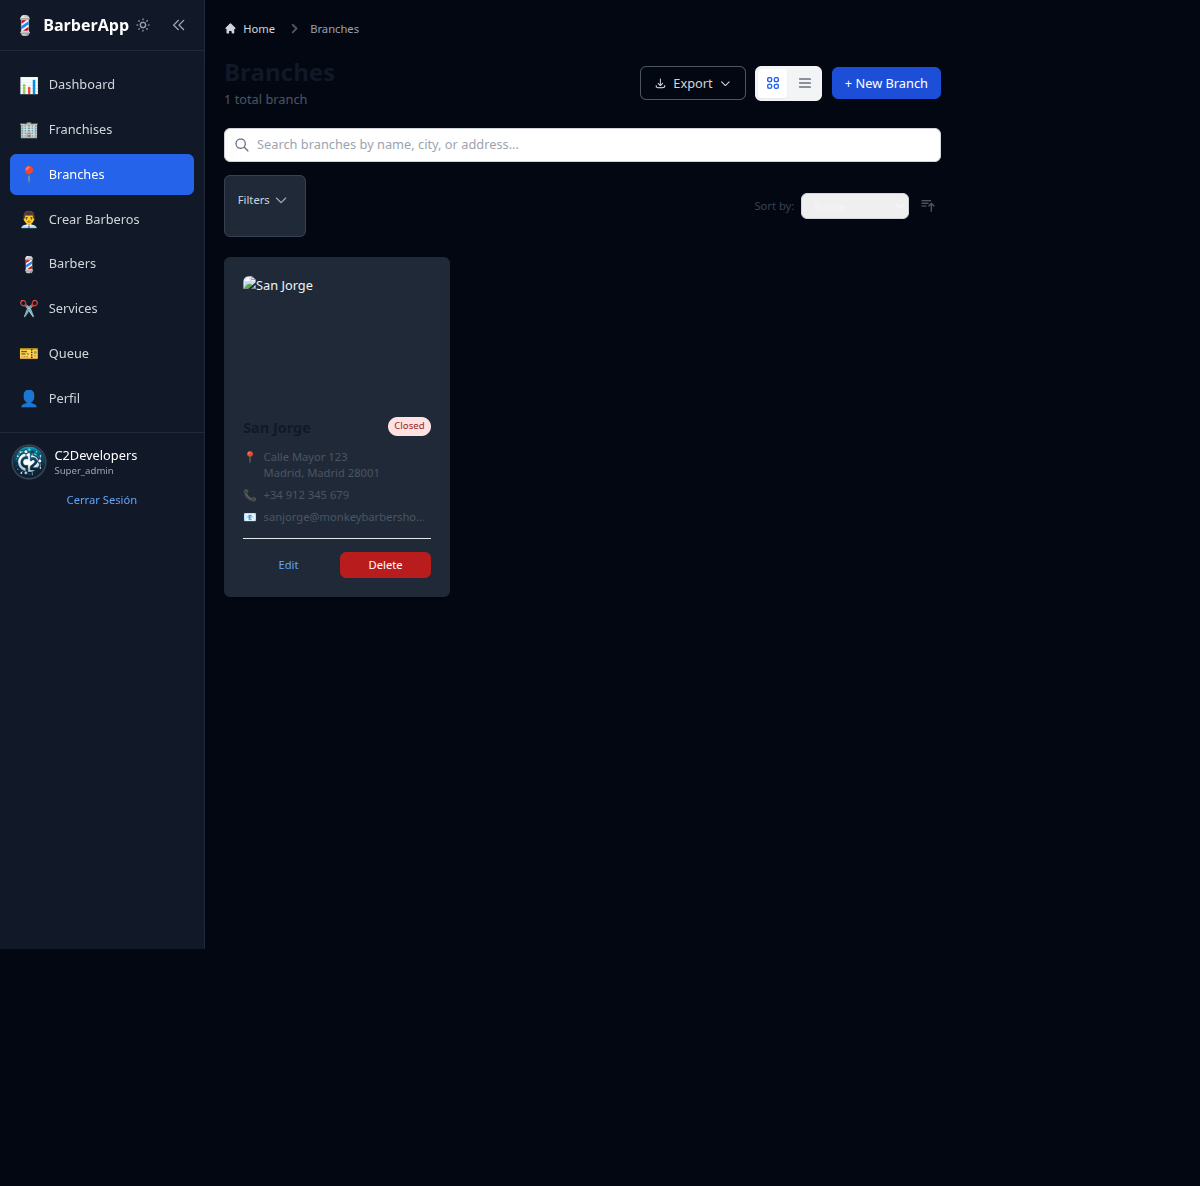 BarberApp
Dashboard
Franchises
Branches
Crear Barberos
Barbers
Services
Queue
Perfil
C2Developers
Super_admin
Cerrar Sesión
Home
Branches
Branches
1 total branch
Export
+ New Branch
Search branches by name, city, or address...
Filters
Sort by:
San Jorge
San Jorge
Closed
Calle Mayor 123
Madrid, Madrid 28001
+34 912 345 679
sanjorge@monkeybarbersho...
Edit
Delete